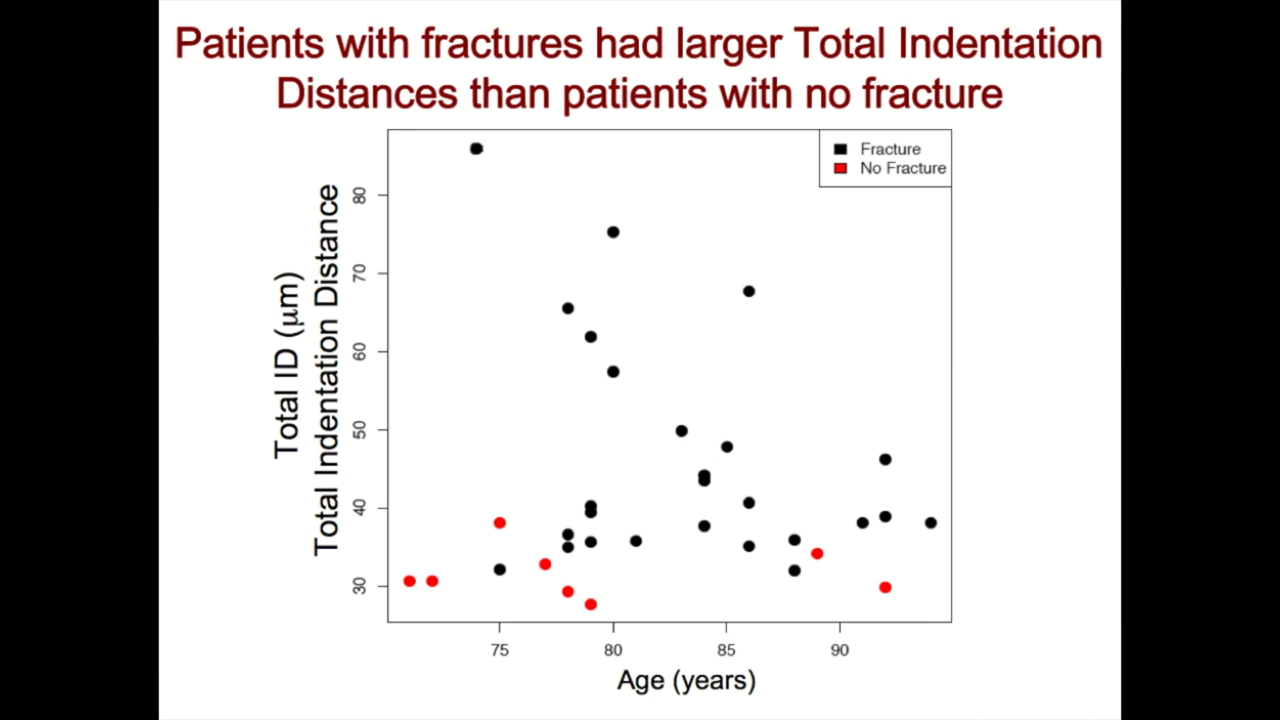 Patients with fractures had larger Total Indentation
Distances than patients with no fracture
Fracture
No Fracture
Total ID (μm)
Total Indentation Distance
80
70
60
50
40
30
75
80
85
90
Age (years)